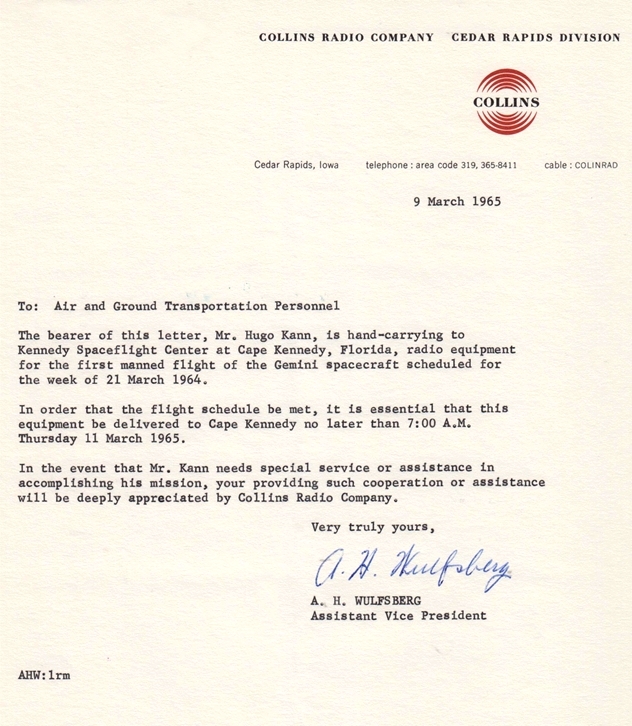 COLLINS RADIO COMPANY CEDAR RAPIDS DIVISION
COLLINS
Cedar Rapids, Iowa telephone : area code 319, 365-8411 cable : COLINRAD
9 March 1965
To: Air and Ground Transportation Personnel
The bearer of this letter, Mr. Hugo Kann, is hand-carrying to
Kennedy Spaceflight Center at Cape Kennedy, Florida, radio equipment
for the first manned flight of the Gemini spacecraft scheduled for
the week of 21 March 1964.
In order that the flight schedule be met, it is essential that this
equipment be delivered to Cape Kennedy no later than 7:00 A.M.
Thursday 11 March 1965.
In the event that Mr. Kann needs special service or assistance in
accomplishing his mission, your providing such cooperation or assistance
will be deeply appreciated by Collins Radio Company.
Very truly yours,
A. H. Wulfsberg
A. H. WULFSBERG
Assistant Vice President
AHW:lrm